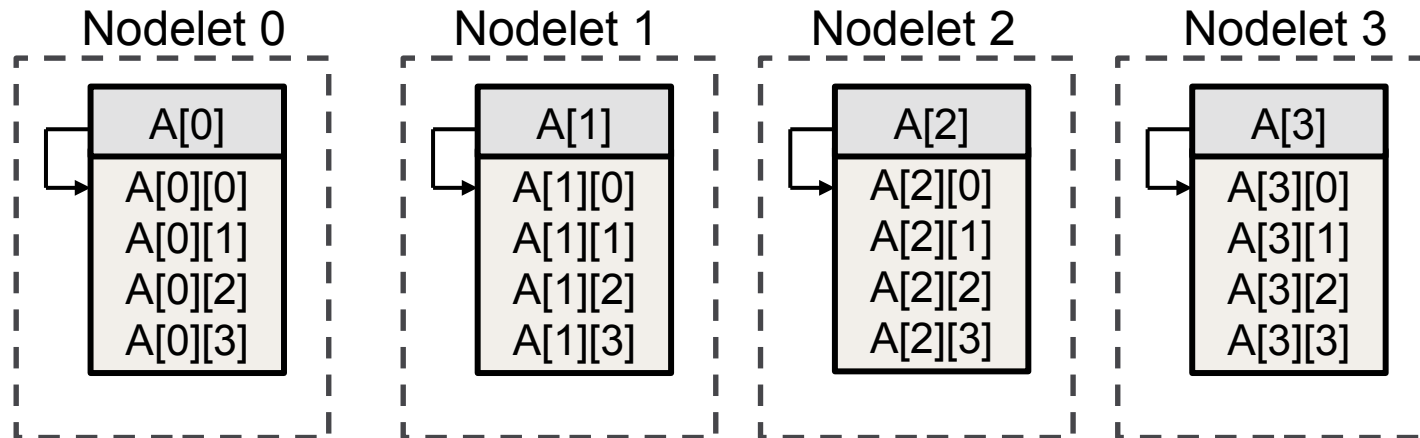 Nodelet 0
Nodelet 1
Nodelet 2
Nodelet 3
A[0]
A[1]
A[2]
A[3]
A[0][0]
A[0][1]
A[0][2]
A[0][3]
A[1][0]
A[1][1]
A[1][2]
A[1][3]
A[2][0]
A[2][1]
A[2][2]
A[2][3]
A[3][0]
A[3][1]
A[3][2]
A[3][3]